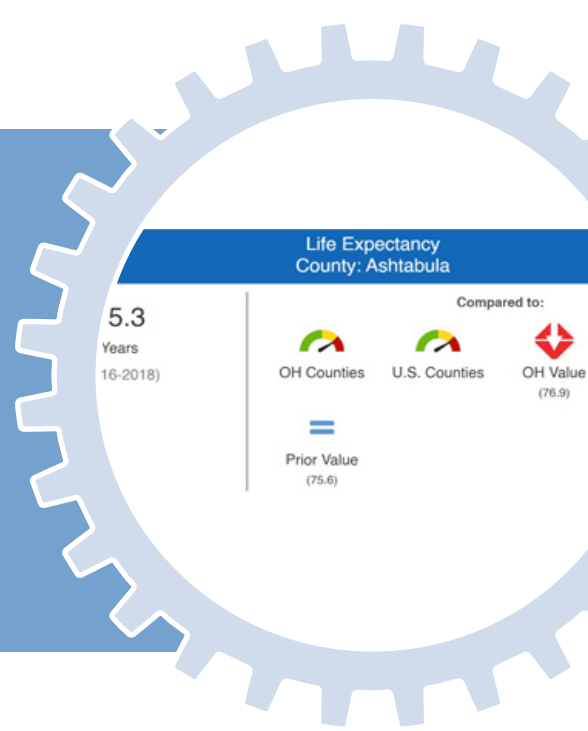 Life Expectancy
County: Ashtabula
5.3
Years
16-2018)
Compared to:
OH Counties
U.S. Counties
OH Value
(76.9)
Prior Value
(75.6)